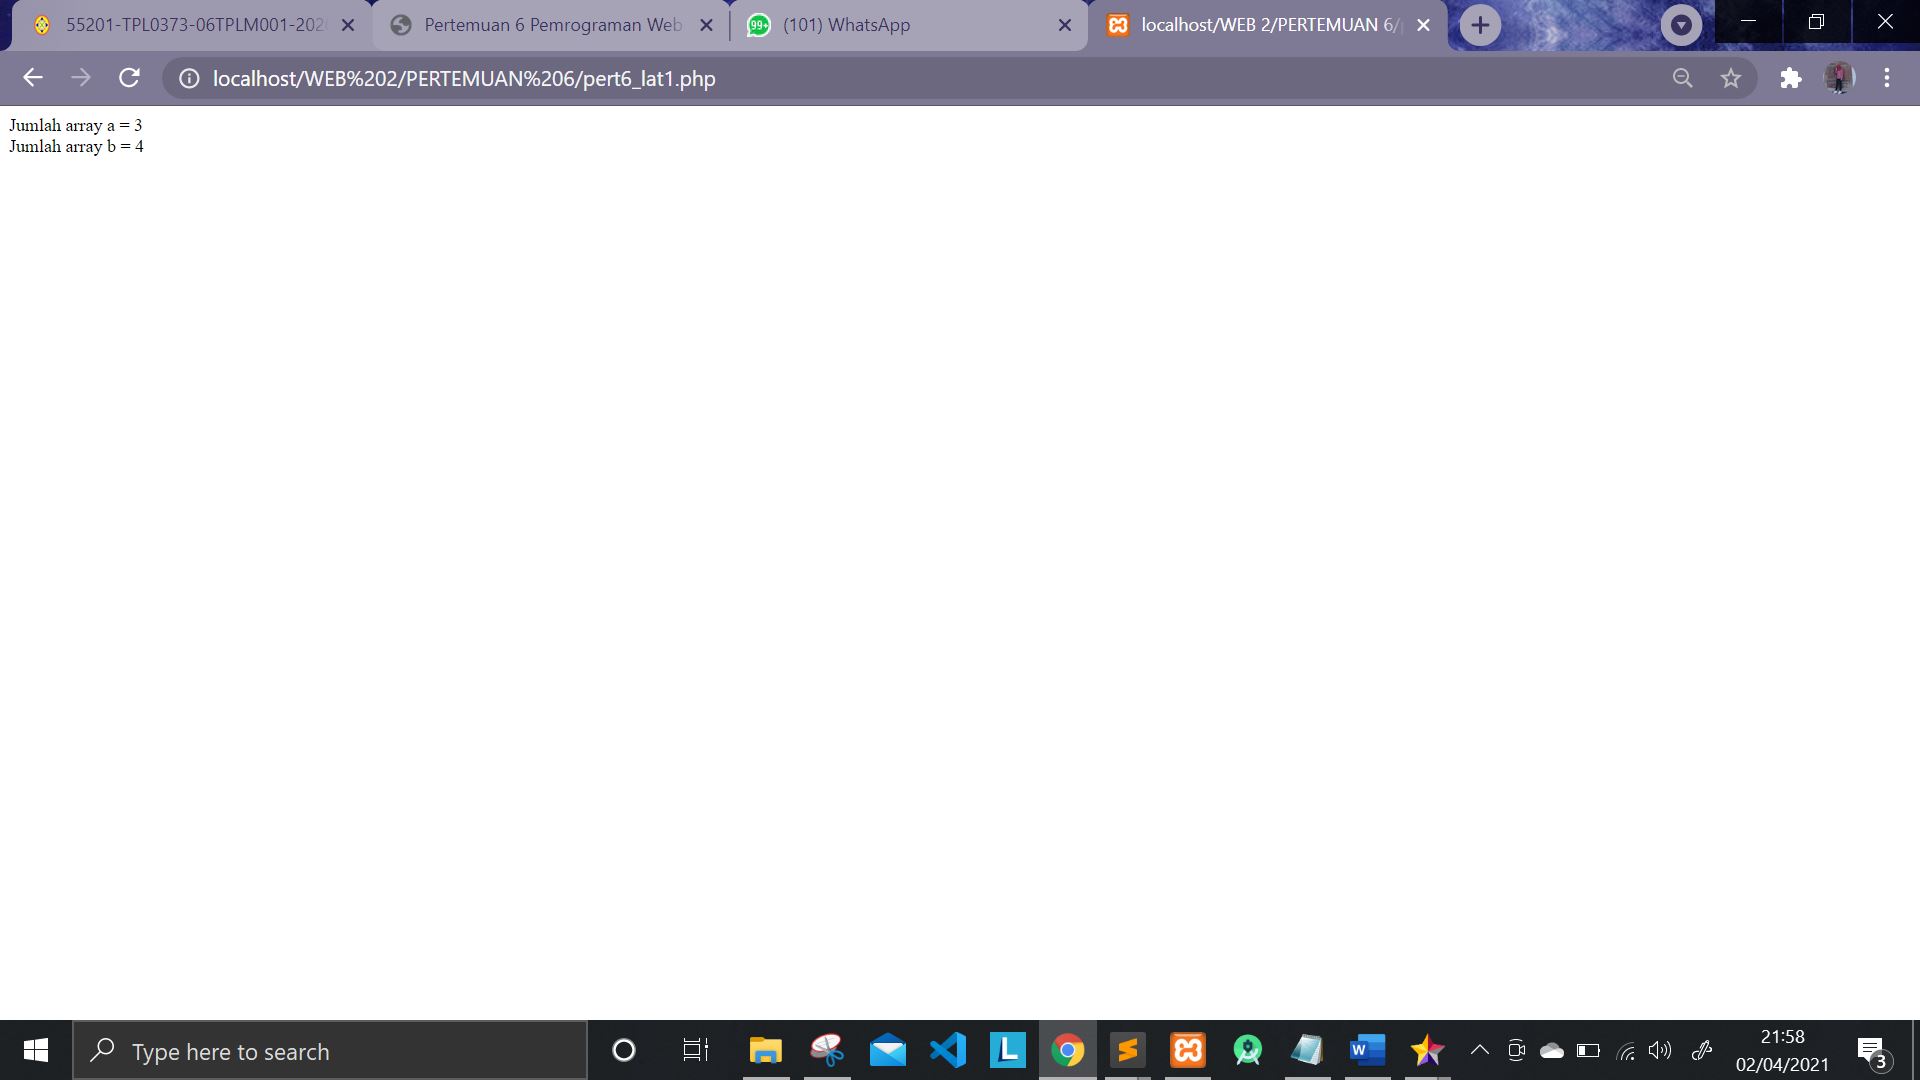 55201-TPL0373-06TPLM001-202
Pertemuan 6 Pemrograman Web
99+ (101) WhatsApp
localhost/WEB 2/PERTEMUAN 6/
localhost/WEB%202/PERTEMUAN%206/pert6_lat1.php
Jumlah array a = 3
Jumlah array b = 4
Type here to search
L
W
21:58
02/04/2021
3